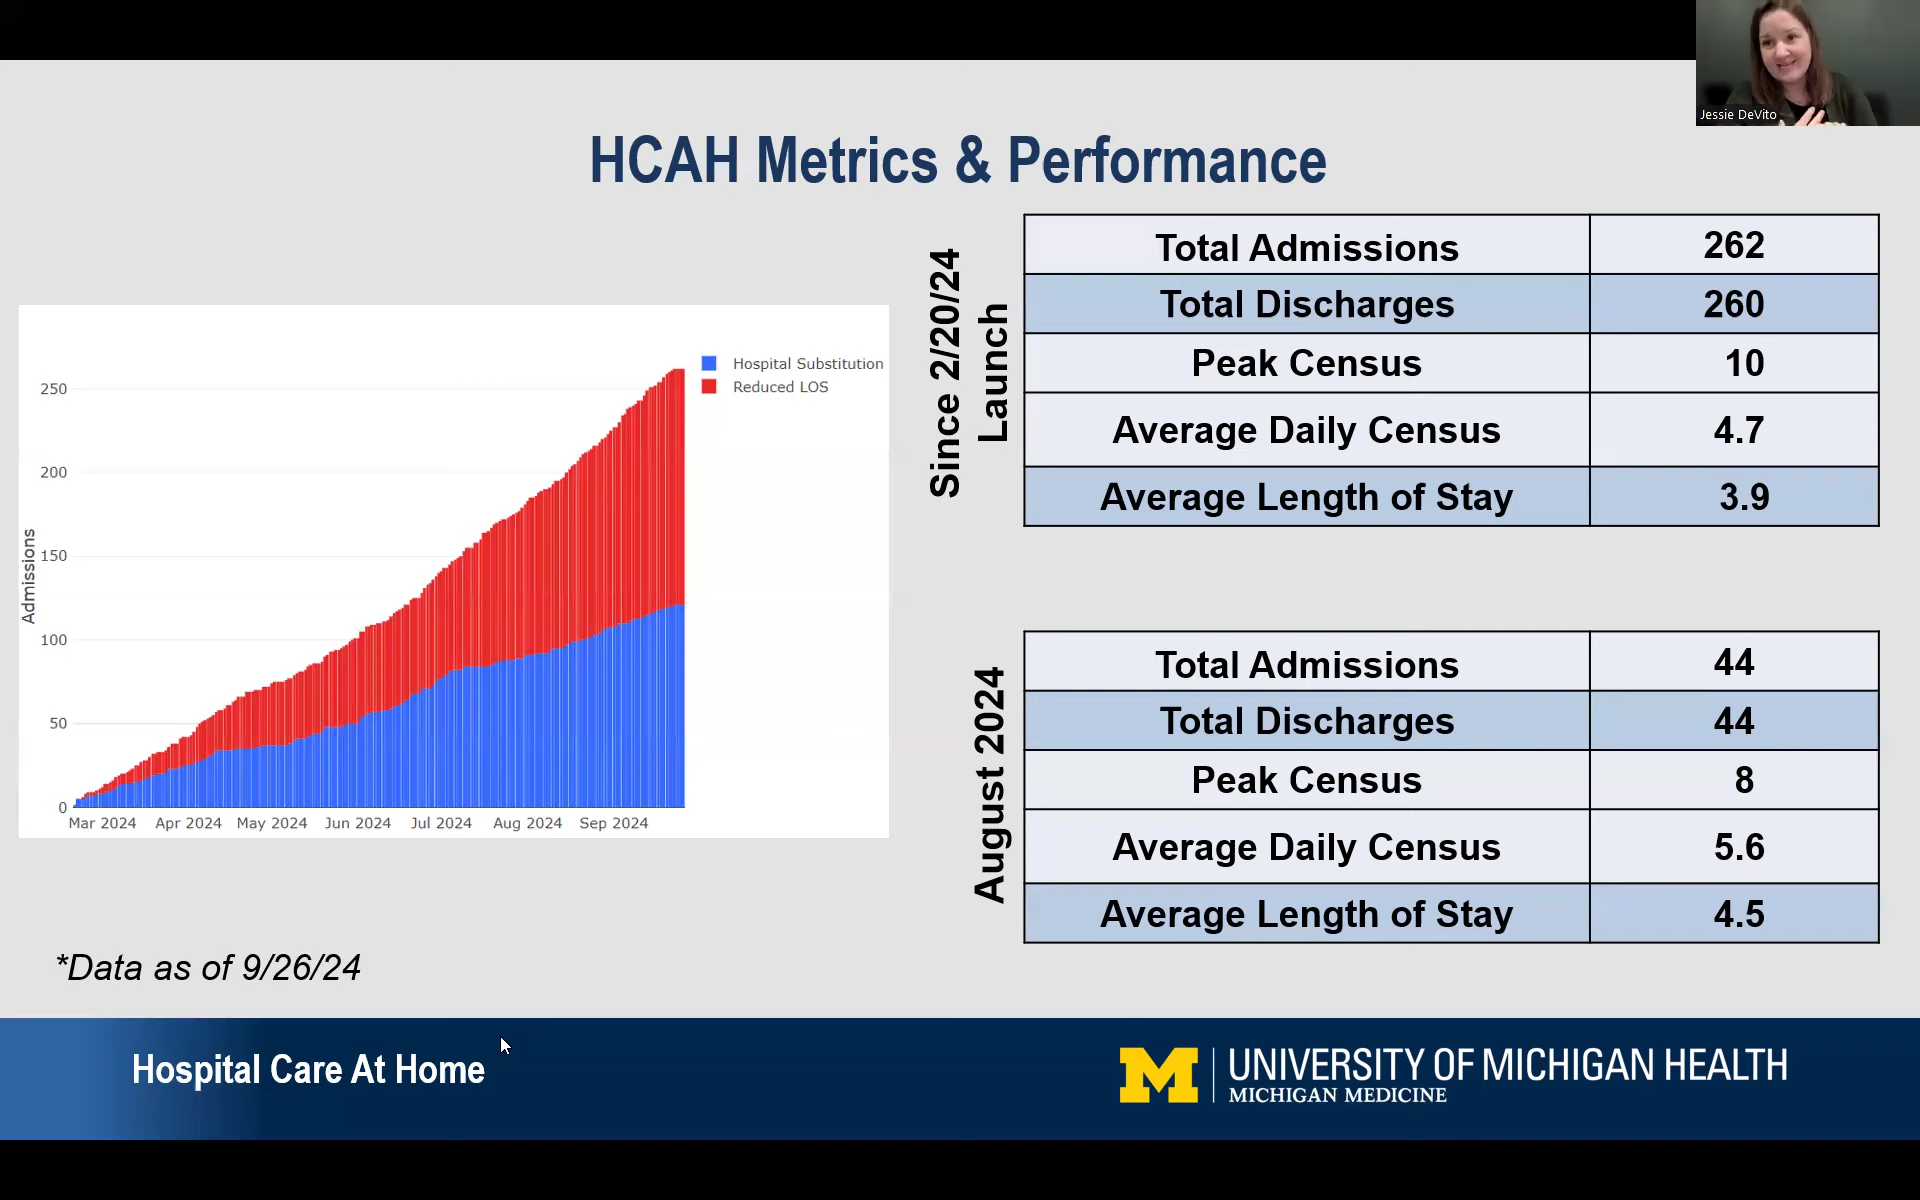 Jessie DeVito
HCAH Metrics & Performance
Hospital Substitution
Reduced LOS
Admissions
250
200
150
100
50
0
Mar 2024 Apr 2024 May 2024 Jun 2024 Jul 2024 Aug 2024 Sep 2024
Since 2/20/24
Launch
Total Admissions 262
Total Discharges 260
Peak Census 10
Average Daily Census 4.7
Average Length of Stay 3.9
August 2024
Total Admissions 44
Total Discharges 44
Peak Census 8
Average Daily Census 5.6
Average Length of Stay 4.5
*Data as of 9/26/24
Hospital Care At Home
M UNIVERSITY OF MICHIGAN HEALTH
MICHIGAN MEDICINE